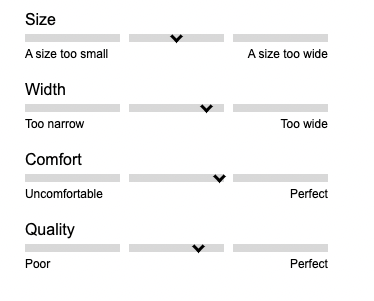 Size
A size too small A size too wide
Width
Too narrow Too wide
Comfort
Uncomfortable Perfect
Quality
Poor Perfect